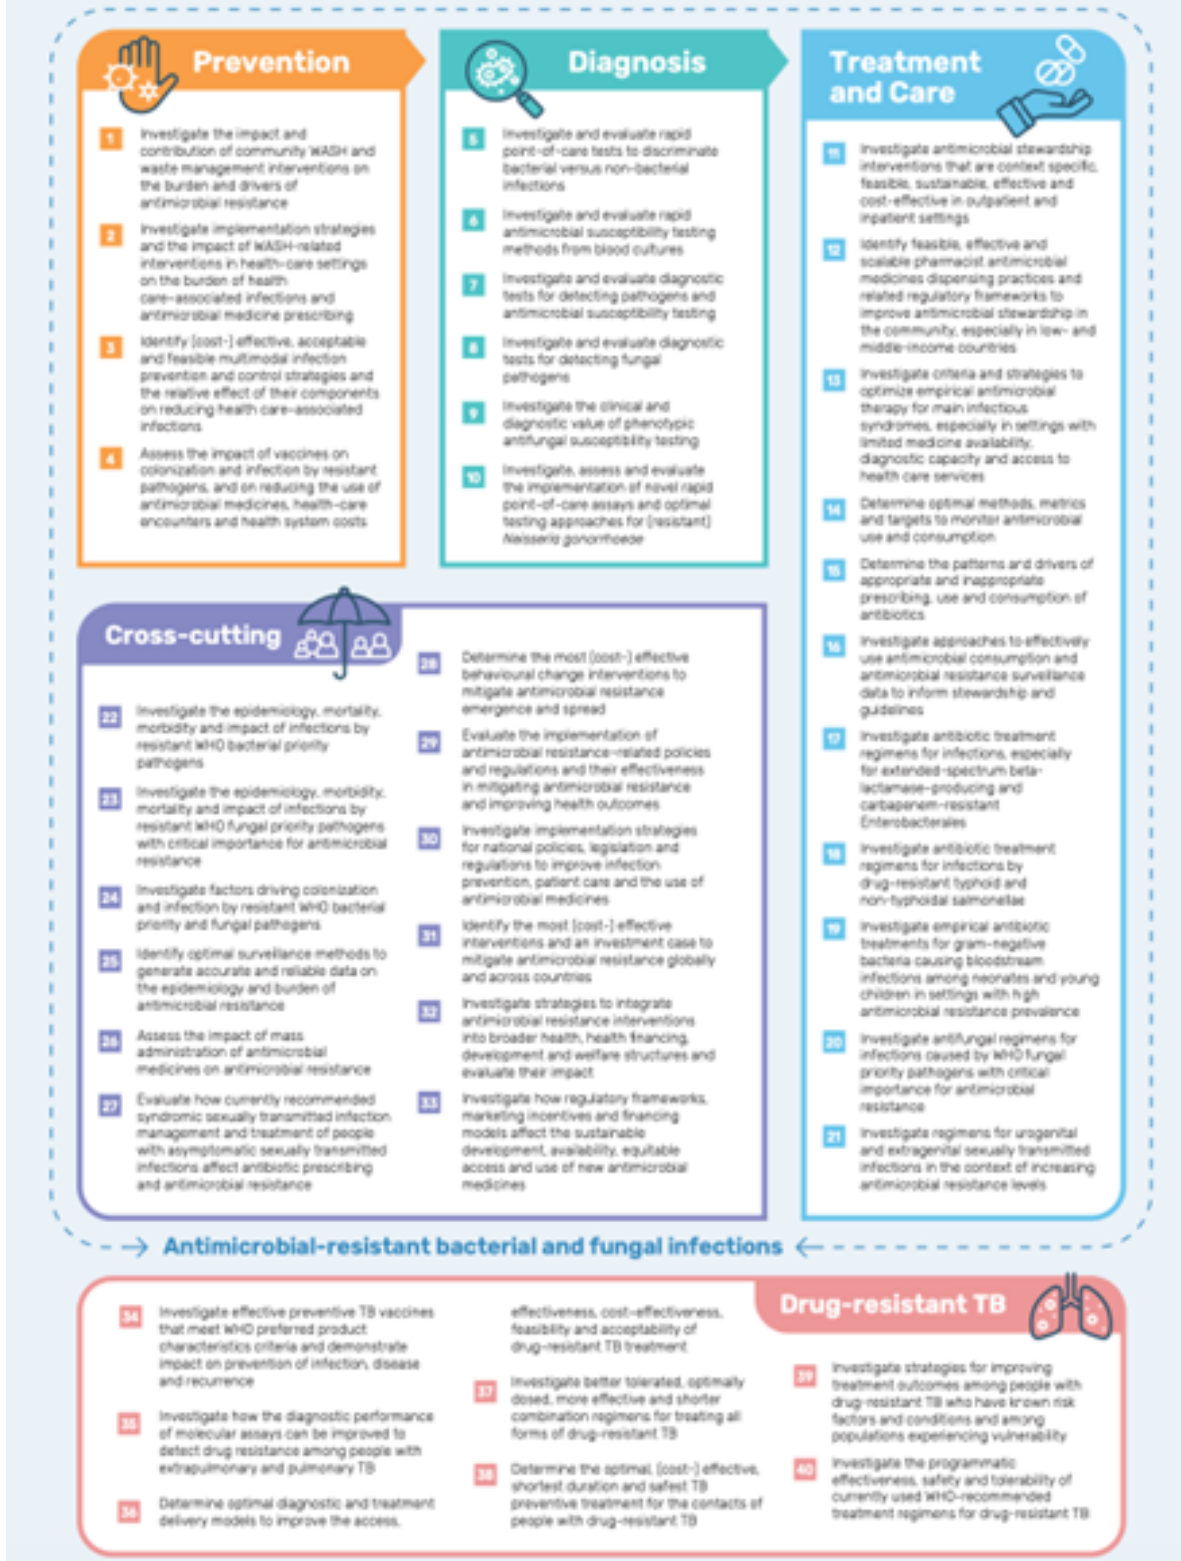 Prevention
1
Investigate the impact and
contribution of community WASH and
waste management interventions on
the burden and drivers of
antimicrobial resistance
2
Investigate implementation strategies
and the impact of WASH-related
interventions in health-care settings
on the burden of health
care-associated infections and
antimicrobial medicine prescribing
3
Identify (cost-) effective, acceptable
and feasible multimodal infection
prevention and control strategies and
the relative effect of their components
on reducing health care-associated
infections
4
Assess the impact of vaccines on
colonization and infection by resistant
pathogens, and on reducing the use of
antimicrobial medicines, health-care
encounters and health system costs
Diagnosis
5
Investigate and evaluate rapid
point-of-care tests to discriminate
bacterial versus non-bacterial
infections
6
Investigate and evaluate rapid
antimicrobial susceptibility testing
methods from blood cultures
7
Investigate and evaluate diagnostic
tests for detecting pathogens and
antimicrobial susceptibility testing
8
Investigate and evaluate diagnostic
tests for detecting fungal
pathogens
9
Investigate the clinical and
diagnostic value of phenotypic
antifungal susceptibility testing
10
Investigate, assess and evaluate
the implementation of novel rapid
point-of-care assays and optimal
testing approaches for (resistant)
Neisseria gonorrhoeae
Treatment
and Care
11
Investigate antimicrobial stewardship
interventions that are context specific,
feasible, sustainable, effective and
cost-effective in outpatient and
inpatient settings
12
Identify feasible, effective and
scalable pharmacist antimicrobial
medicines dispensing practices and
related regulatory frameworks to
improve antimicrobial stewardship in
the community, especially in low- and
middle-income countries
13
Investigate criteria and strategies to
optimize empirical antimicrobial
therapy for main infectious
syndromes, especially in settings with
limited medicine availability,
diagnostic capacity and access to
health care services
14
Determine optimal methods, metrics
and targets to monitor antimicrobial
use and consumption
15
Determine the patterns and drivers of
appropriate and inappropriate
prescribing, use and consumption of
antibiotics
16
Investigate approaches to effectively
use antimicrobial consumption and
antimicrobial resistance surveillance
data to inform stewardship and
guidelines
17
Investigate antibiotic treatment
regimens for infections, especially
for extended-spectrum beta-
lactamase-producing and
carbapenem-resistant
Enterobacterales
18
Investigate antibiotic treatment
regimens for infections by
drug-resistant typhoid and
non-typhoidal salmonellae
19
Investigate empirical antibiotic
treatments for gram-negative
bacteria causing bloodstream
infections among neonates and young
children in settings with high
antimicrobial resistance prevalence
20
Investigate antifungal regimens for
infections caused by WHO fungal
priority pathogens with critical
importance for antimicrobial
resistance
21
Investigate regimens for urogenital
and extragenital sexually transmitted
infections in the context of increasing
antimicrobial resistance levels
Cross-cutting
22
Investigate the epidemiology, mortality,
morbidity and impact of infections by
resistant WHO bacterial priority
pathogens
23
Investigate the epidemiology, morbidity,
mortality and impact of infections by
resistant WHO fungal priority pathogens
with critical importance for antimicrobial
resistance
24
Investigate factors driving colonization
and infection by resistant WHO bacterial
priority and fungal pathogens
25
Identify optimal surveillance methods to
generate accurate and reliable data on
the epidemiology and burden of
antimicrobial resistance
26
Assess the impact of mass
administration of antimicrobial
medicines on antimicrobial resistance
27
Evaluate how currently recommended
syndromic sexually transmitted infection
management and treatment of people
with asymptomatic sexually transmitted
infections affect antibiotic prescribing
and antimicrobial resistance
28
Determine the most (cost-) effective
behavioural change interventions to
mitigate antimicrobial resistance
emergence and spread
29
Evaluate the implementation of
antimicrobial resistance-related policies
and regulations and their effectiveness
in mitigating antimicrobial resistance
and improving health outcomes
30
Investigate implementation strategies
for national policies, legislation and
regulations to improve infection
prevention, patient care and the use of
antimicrobial medicines
31
Identify the most (cost-) effective
interventions and an investment case to
mitigate antimicrobial resistance globally
and across countries
32
Investigate strategies to integrate
antimicrobial resistance interventions
into broader health, health financing,
development and welfare structures and
evaluate their impact
33
Investigate how regulatory frameworks,
marketing incentives and financing
models affect the sustainable
development, availability, equitable
access and use of new antimicrobial
medicines
Antimicrobial-resistant bacterial and fungal infections
Drug-resistant TB
34
Investigate effective preventive TB vaccines
that meet WHO preferred product
characteristics criteria and demonstrate
impact on prevention of infection, disease
and recurrence
35
Investigate how the diagnostic performance
of molecular assays can be improved to
detect drug resistance among people with
extrapulmonary and pulmonary TB
36
Determine optimal diagnostic and treatment
delivery models to improve the access,
effectiveness, cost-effectiveness,
feasibility and acceptability of
drug-resistant TB treatment
37
Investigate better tolerated, optimally
dosed, more effective and shorter
combination regimens for treating all
forms of drug-resistant TB
38
Determine the optimal, (cost-) effective,
shortest duration and safest TB
preventive treatment for the contacts of
people with drug-resistant TB
39
Investigate strategies for improving
treatment outcomes among people with
drug-resistant TB who have known risk
factors and conditions and among
populations experiencing vulnerability
40
Investigate the programmatic
effectiveness, safety and tolerability of
currently used WHO-recommended
treatment regimens for drug-resistant TB